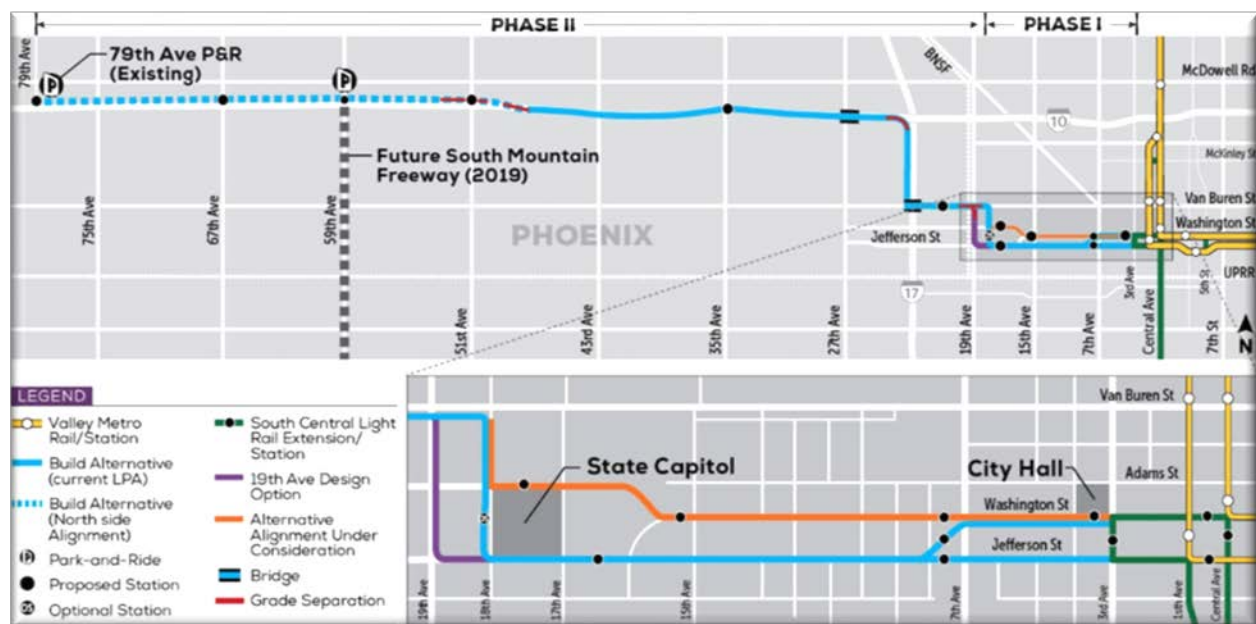 PHASE II
PHASE I
79th Ave
79th Ave P&R
(Existing)
P
P
BNSF
McDowell Rd
10
Future South Mountain
Freeway (2019)
McKinley St
Van Buren St
Washington St
PHOENIX
Jefferson St
UPRR
17
75th Ave
67th Ave
59th Ave
51st Ave
43rd Ave
35th Ave
27th Ave
19th Ave
15th Ave
7th Ave
3rd Ave
Central Ave
5th St
7th St
N
LEGEND
Valley Metro
Rail/Station
Build Alternative
(current LPA)
Build Alternative
(North side
Alignment)
P
Park-and-Ride
Proposed Station
OS
Optional Station
South Central Light
Rail Extension/
Station
19th Ave Design
Option
Alternative
Alignment Under
Consideration
Bridge
Grade Separation
Van Buren St
State Capitol
City Hall
Adams St
Washington St
Jefferson St
19th Ave
18th Ave
17th Ave
15th Ave
7th Ave
3rd Ave
1st Ave
Central Ave